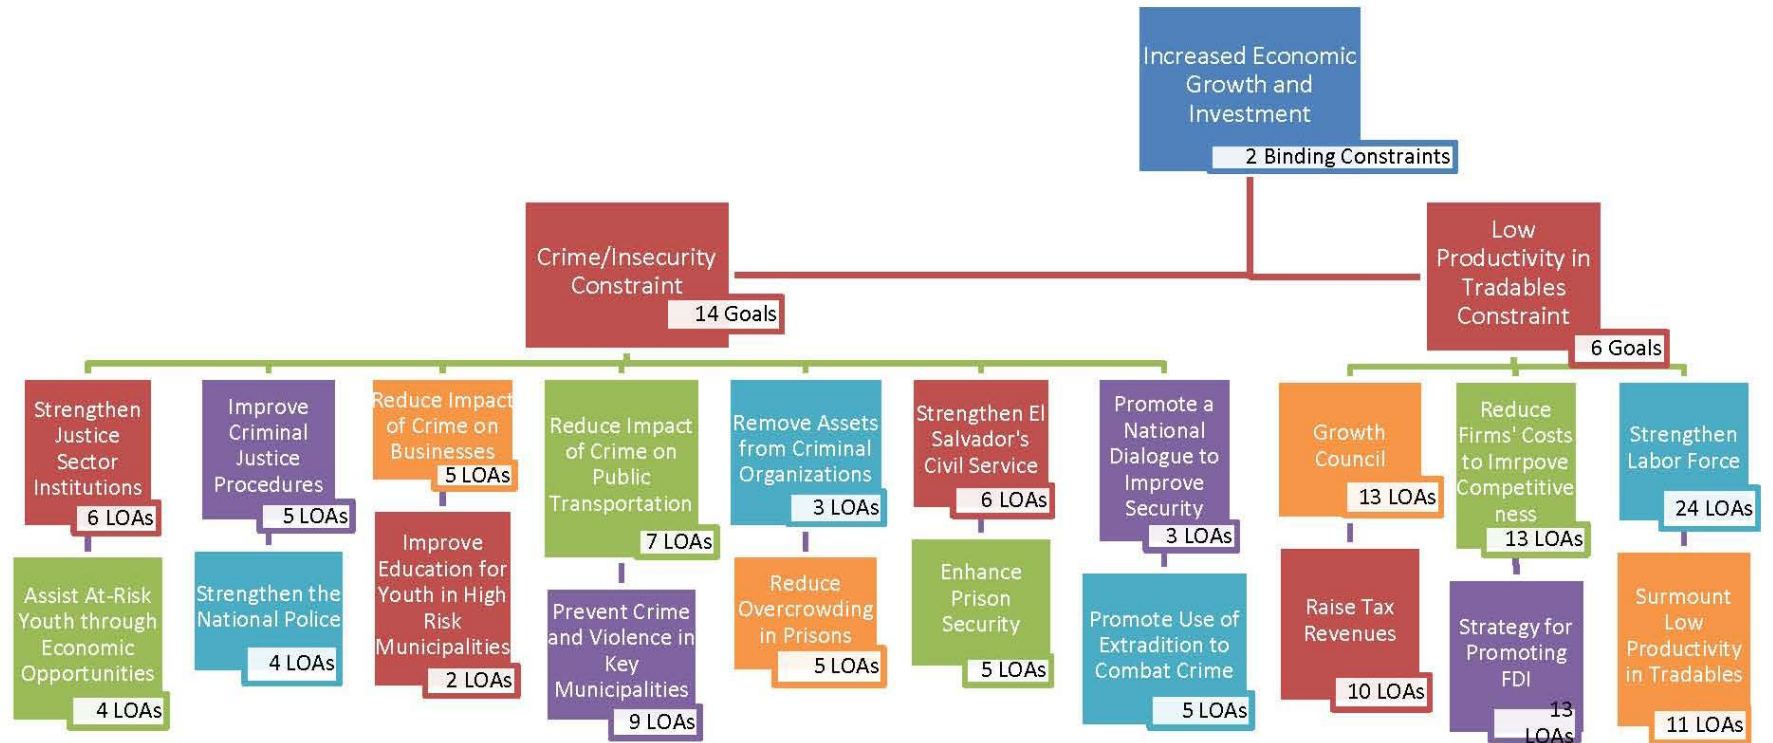 Increased Economic
Growth and
Investment
2 Binding Constraints
Crime/Insecurity
Constraint
14 Goals
Low
Productivity in
Tradables
Constraint
6 Goals
Strengthen
Justice
Sector
Institutions
6 LOAs
Improve
Criminal
Justice
Procedures
5 LOAs
Reduce Impact
of Crime on
Businesses
5 LOAs
Reduce Impact
of Crime on
Public
Transportation
7 LOAs
Remove Assets
from Criminal
Organizations
3 LOAs
Strengthen El
Salvador's
Civil Service
6 LOAs
Promote a
National
Dialogue to
Improve
Security
3 LOAs
Growth
Council
13 LOAs
Reduce
Firms' Costs
to Imrpove
Competitive
ness
13 LOAs
Strengthen
Labor Force
24 LOAs
Assist At-Risk
Youth through
Economic
Opportunities
4 LOAs
Strengthen the
National Police
4 LOAs
Improve
Education for
Youth in High
Risk
Municipalities
2 LOAs
Prevent Crime
and Violence in
Key
Municipalities
9 LOAs
Reduce
Overcrowding
in Prisons
5 LOAs
Enhance
Prison
Security
5 LOAs
Promote Use of
Extradition to
Combat Crime
5 LOAs
Raise Tax
Revenues
10 LOAs
Strategy for
Promoting
FDI
13
LOAs
Surmount
Low
Productivity
in Tradables
11 LOAs